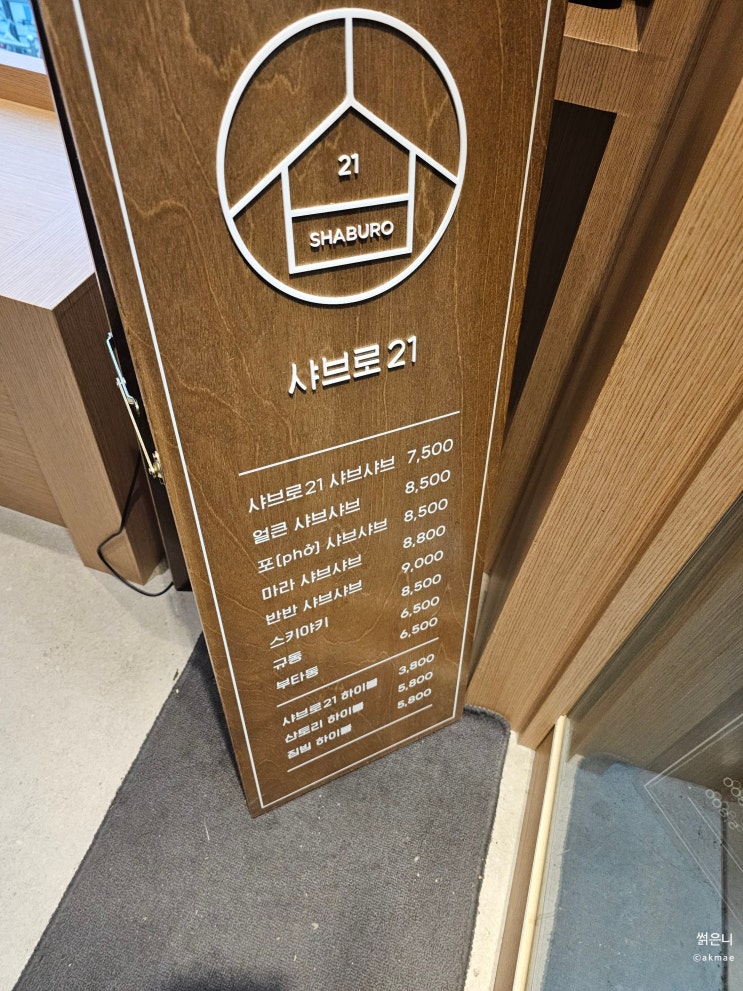 21
SHABURO
샤브로 21
샤브로21 샤브샤브 7,500
얼큰 샤브샤브 8,500
포(phở) 샤브샤브 8,500
마라 샤브샤브 8,800
반반 샤브샤브 9,000
스키야키 8,500
규동 6,500
부타동 6,500
샤브로21 하이볼 3,800
산토리 하이볼 5,800
짐빔 하이볼 5,800
썱은니
©akmae